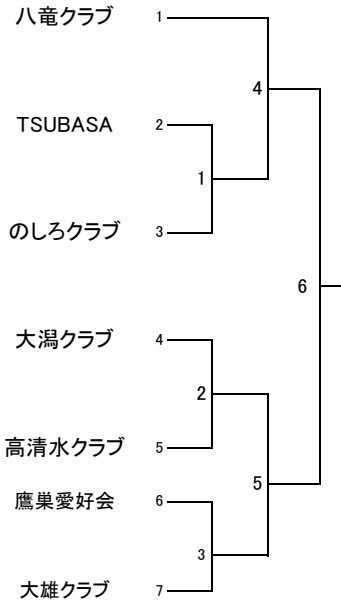 八竜クラブ 1
4
TSUBASA 2
1
のしろクラブ 3
6
大潟クラブ 4
2
高清水クラブ 5
5
鷹巣愛好会 6
3
大雄クラブ 7